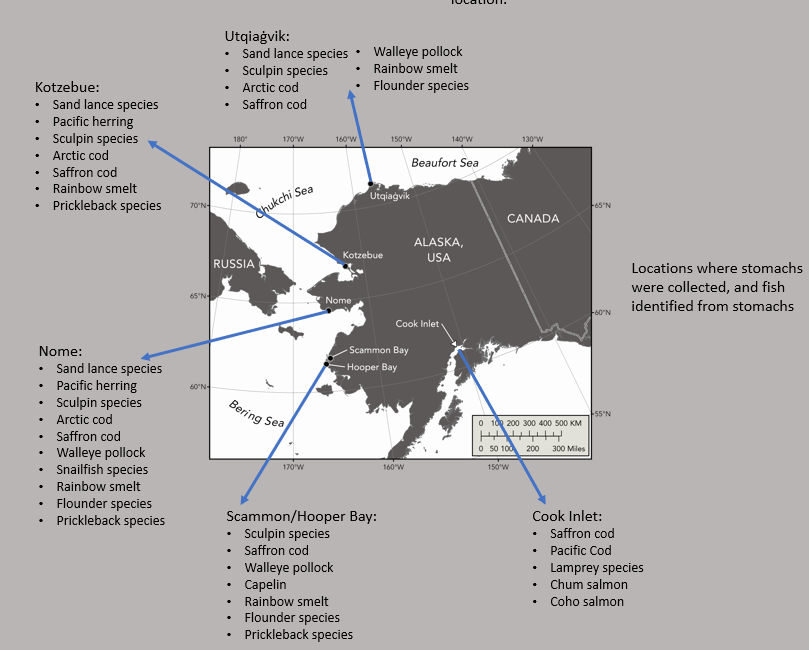 location.
Utqiaġvik:
• Sand lance species
• Sculpin species
• Arctic cod
• Saffron cod
• Walleye pollock
• Rainbow smelt
• Flounder species
Kotzebue:
• Sand lance species
• Pacific herring
• Sculpin species
• Arctic cod
• Saffron cod
• Rainbow smelt
• Prickleback species
180°
170°W
160°W
150°W
140°W
130°W
Beaufort Sea
Chukchi Sea
Utqiaġvik
70°N
65°N
CANADA
ALASKA,
USA
Kotzebue
RUSSIA
Locations where stomachs
were collected, and fish
identified from stomachs
65°N
Nome
60°N
Cook Inlet
Scammon Bay
Hooper Bay
60°N
Bering Sea
55°N
0 100 200 300 400 500 KM
0 50 100 200 300 Miles
170°W
160°W
150°W
Nome:
• Sand lance species
• Pacific herring
• Sculpin species
• Arctic cod
• Saffron cod
• Walleye pollock
• Snailfish species
• Rainbow smelt
• Flounder species
• Prickleback species
Scammon/Hooper Bay:
• Sculpin species
• Saffron cod
• Walleye pollock
• Capelin
• Rainbow smelt
• Flounder species
• Prickleback species
Cook Inlet:
• Saffron cod
• Pacific Cod
• Lamprey species
• Chum salmon
• Coho salmon